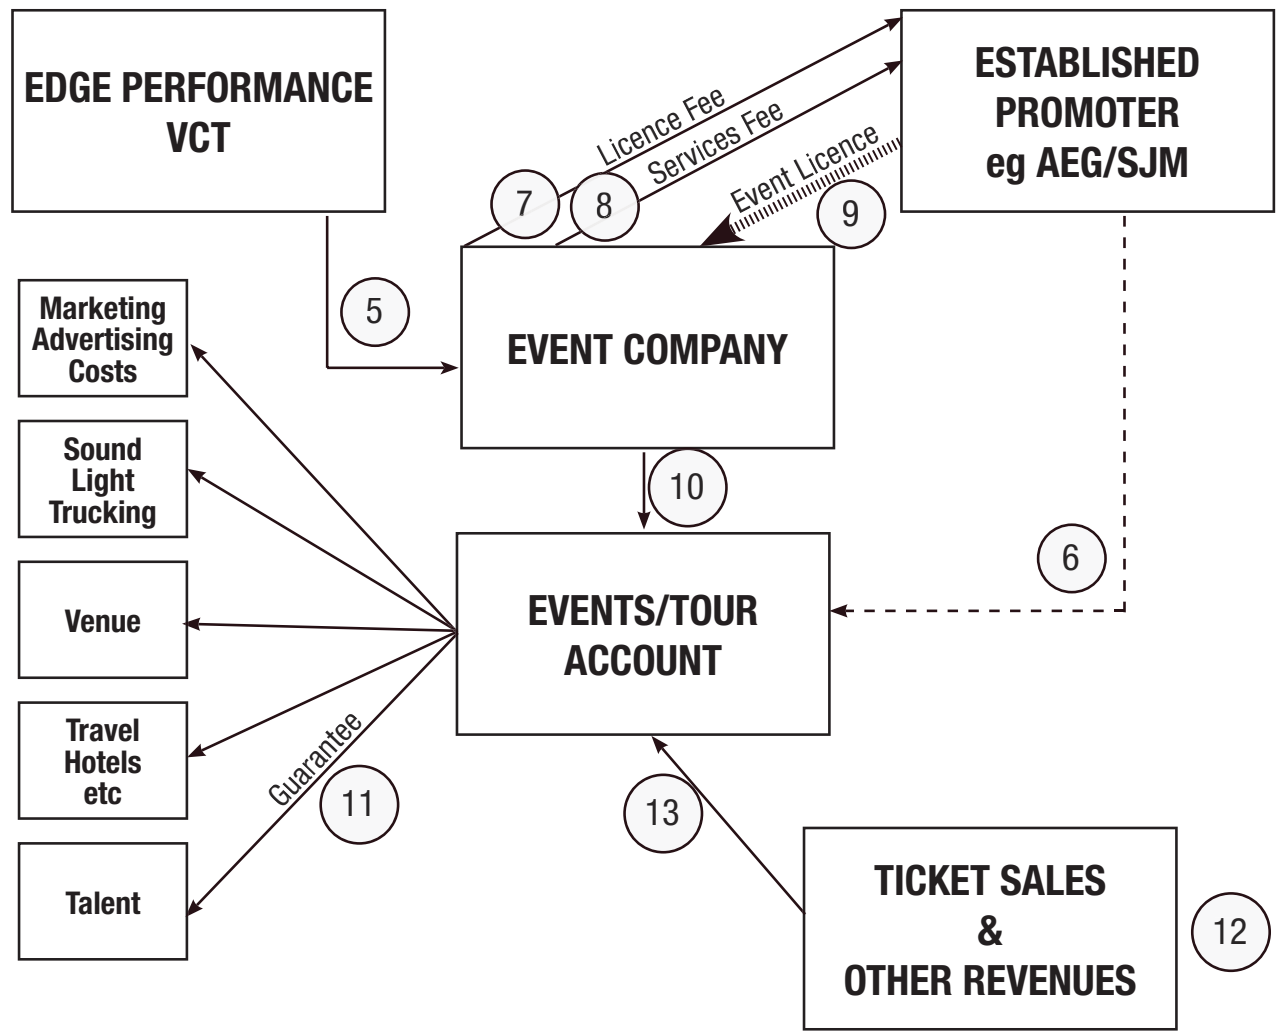 EDGE PERFORMANCE
VCT
ESTABLISHED
PROMOTER
eg AEG/SJM
Licence Fee
Services Fee
Event Licence
7
8
9
5
EVENT COMPANY
Marketing
Advertising
Costs
Sound
Light
Trucking
10
6
EVENTS/TOUR
ACCOUNT
Venue
Travel
Hotels
etc
Guarantee
11
13
Talent
TICKET SALES
&
OTHER REVENUES
12